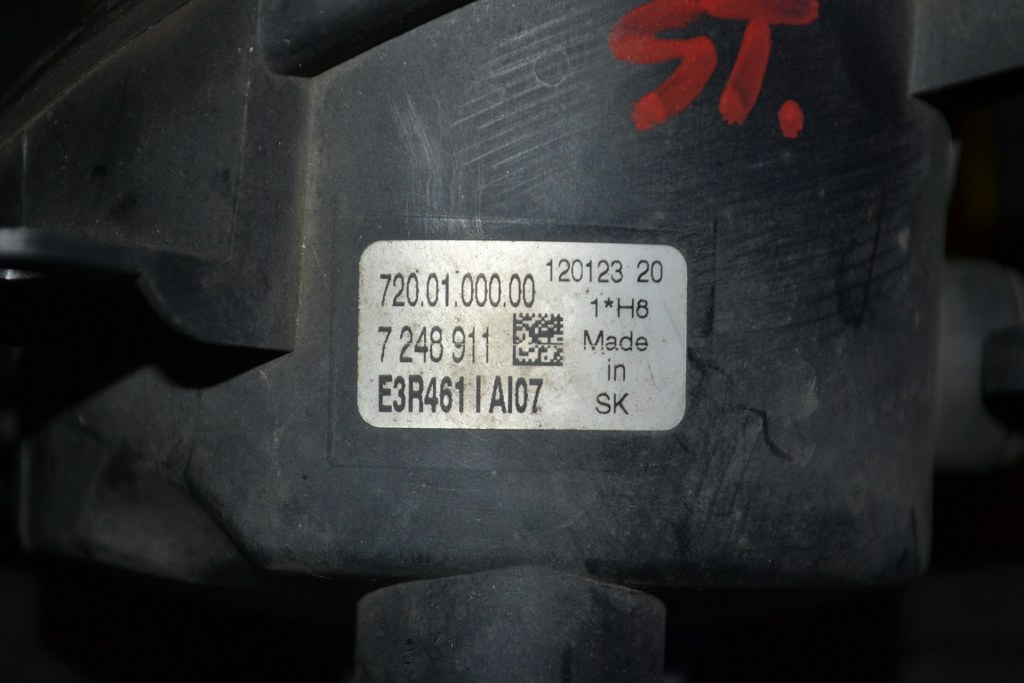 ST.
720.01.000.00
120123 20
7 248 911
1*H8
E3R461 I AI07
Made
in
SK